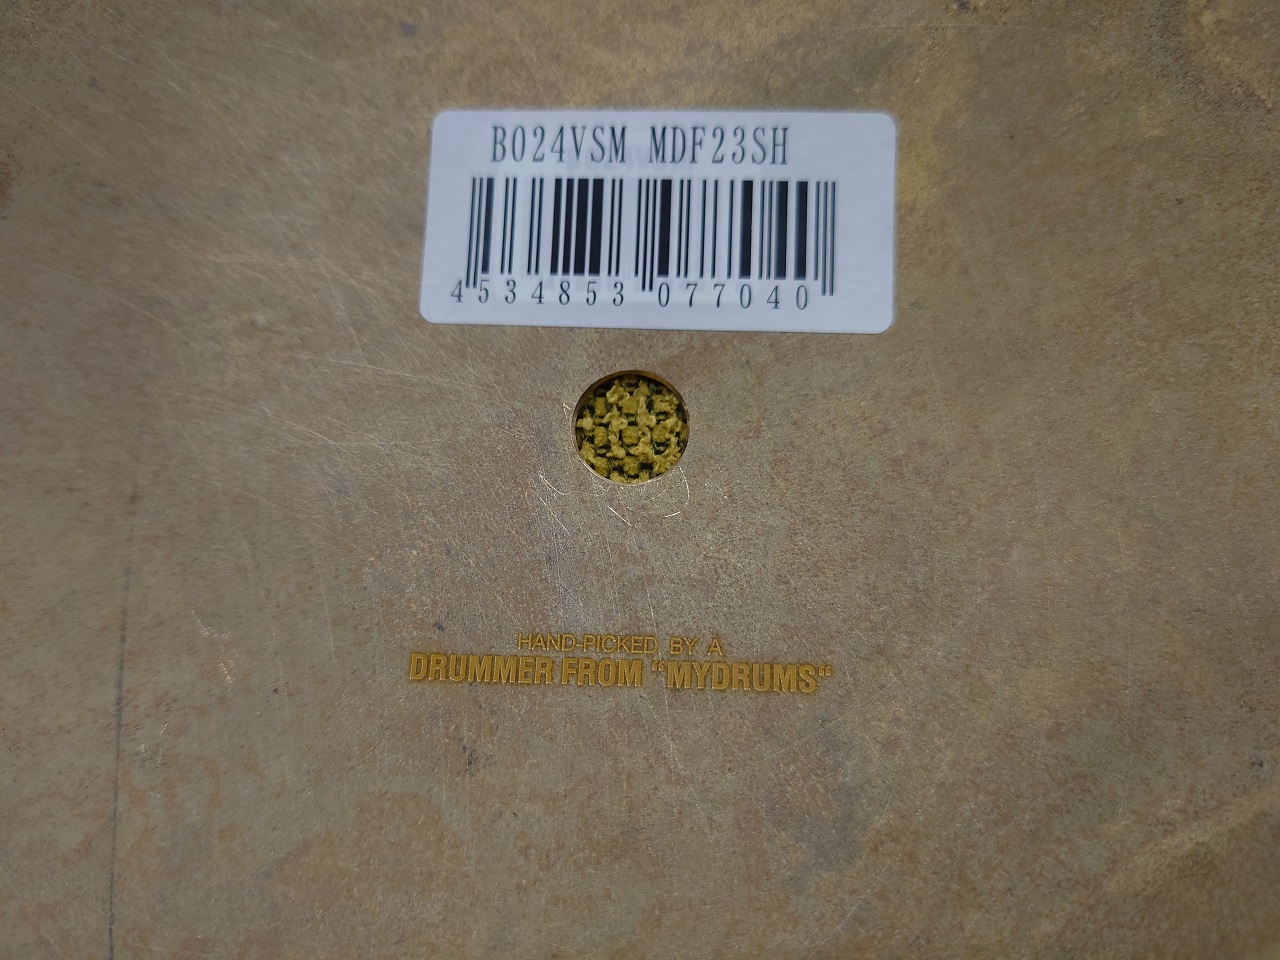 B024VSM MDF23SH
4534853 077040
HAND-PICKED BY A
DRUMMER FROM “MYDRUMS“